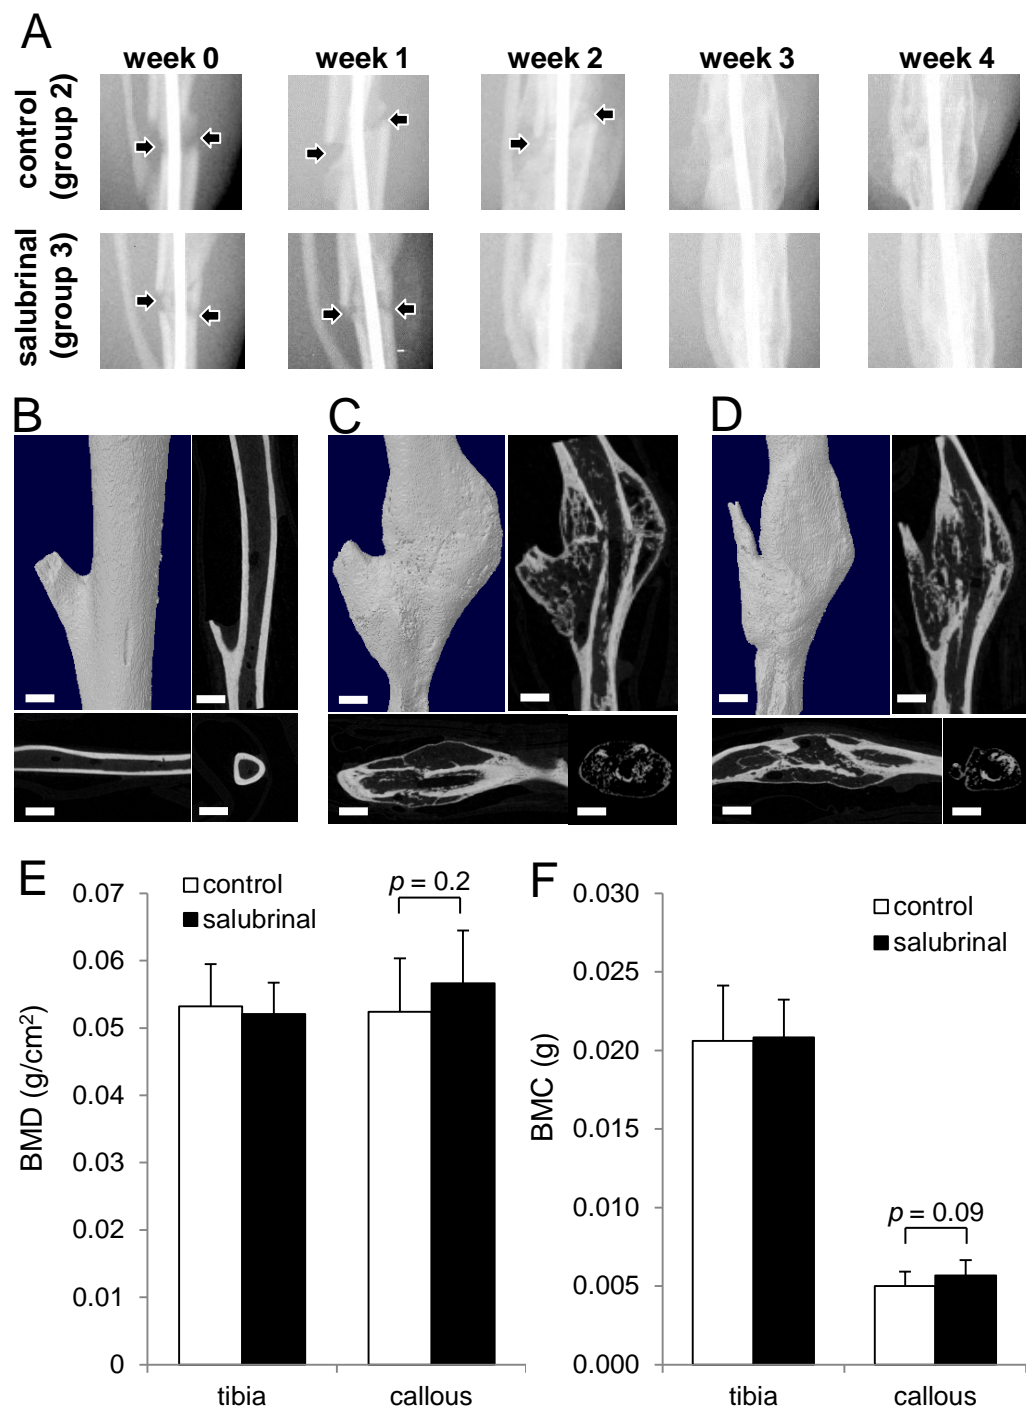 A
week 0
week 1
week 2
week 3
week 4
control
(group 2)
salubrinal
(group 3)
B
C
D
E
control
salubrinal
p = 0.2
BMD (g/cm²)
0.07
0.06
0.05
0.04
0.03
0.02
0.01
0
tibia
callous
F
control
salubrinal
p = 0.09
BMC (g)
0.030
0.025
0.020
0.015
0.010
0.005
0.000
tibia
callous